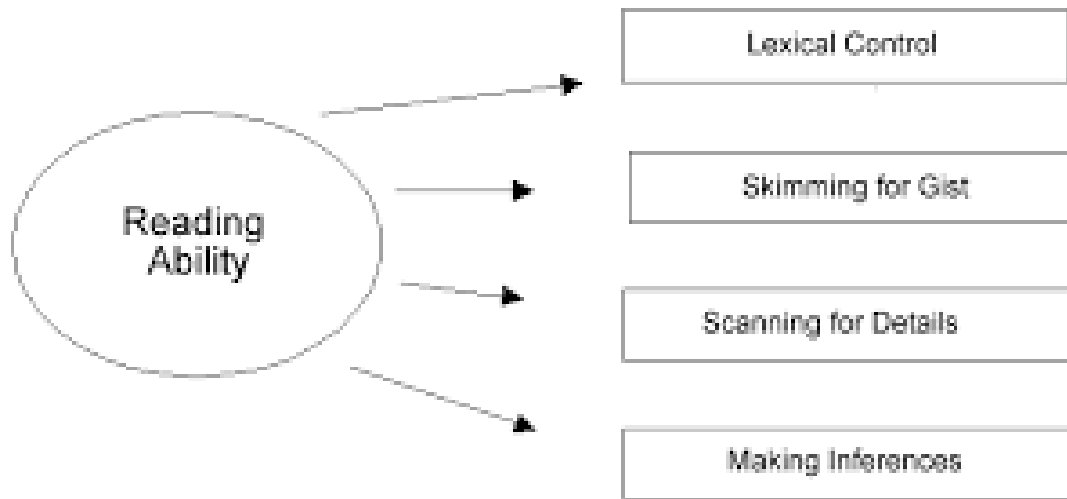 Reading
Ability
Lexical Control
Skimming for Gist
Scanning for Details
Making Inferences